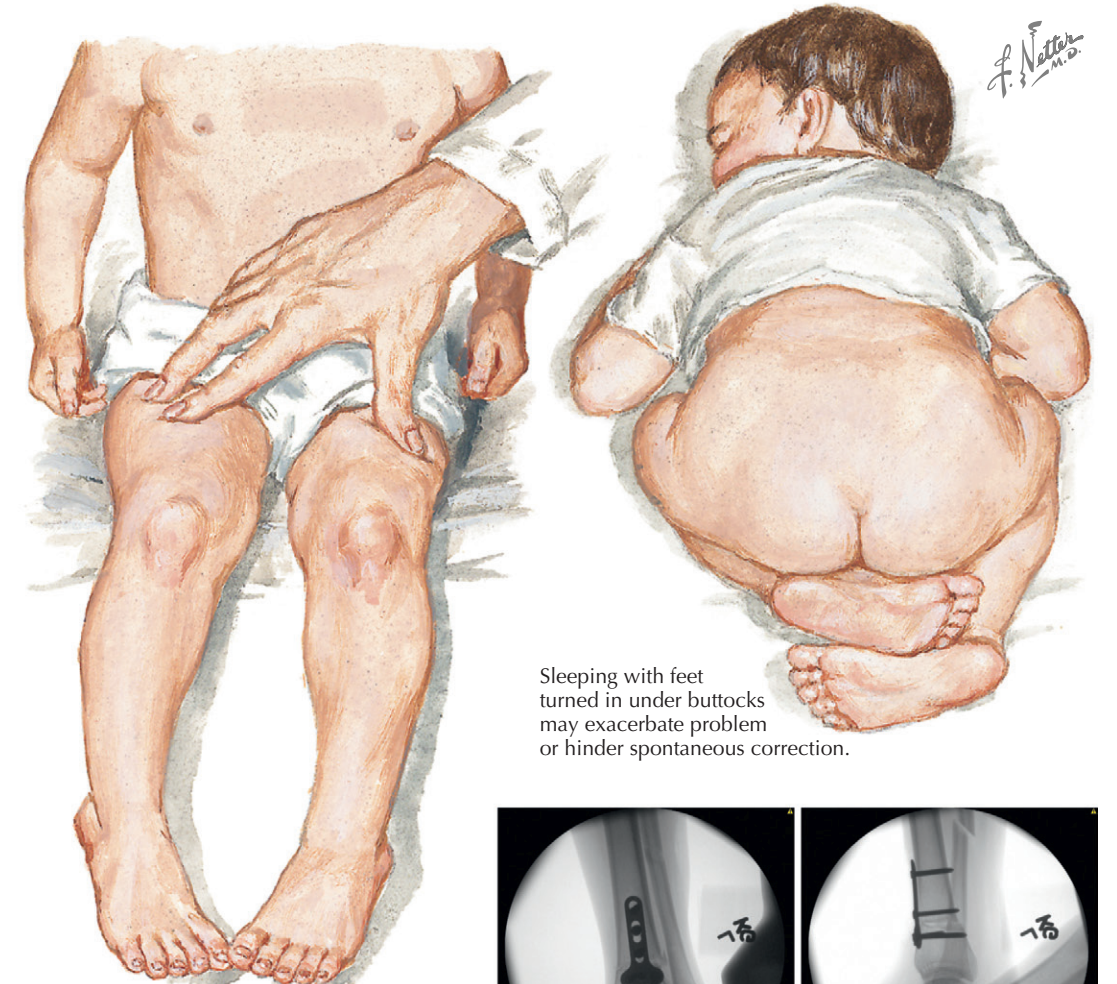 F. Netter
M.D.
Sleeping with feet
turned in under buttocks
may exacerbate problem
or hinder spontaneous correction.